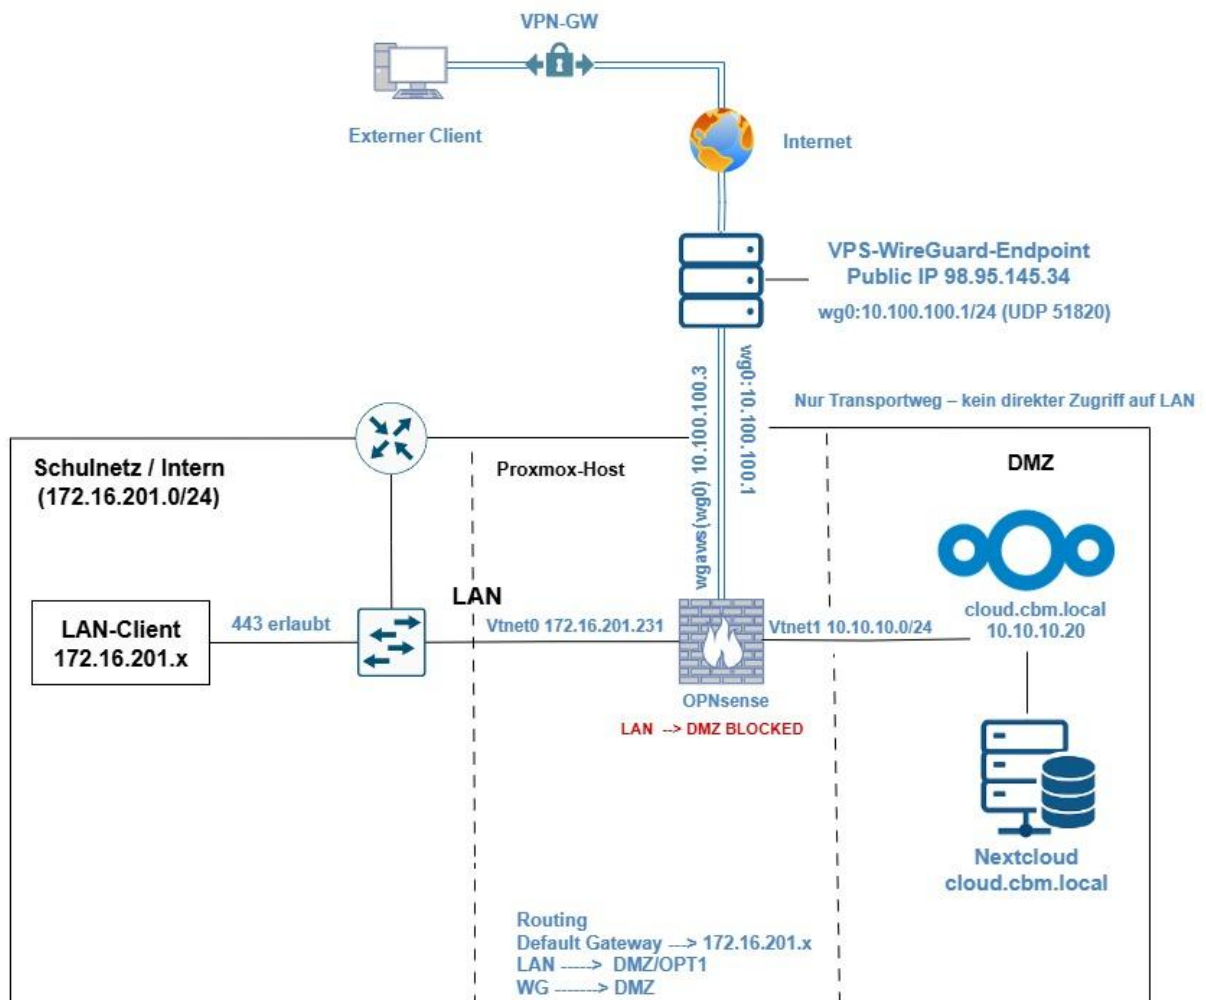 VPN-GW
Externer Client
Internet
VPS-WireGuard-Endpoint
Public IP 98.95.145.34
wg0:10.100.100.1/24 (UDP 51820)
wgaws(wg0) 10.100.100.3
wg0:10.100.100.1
Nur Transportweg – kein direkter Zugriff auf LAN
Schulnetz / Intern
(172.16.201.0/24)
Proxmox-Host
DMZ
LAN-Client
172.16.201.x
443 erlaubt
LAN
Vtnet0 172.16.201.231
Vtnet1 10.10.10.0/24
cloud.cbm.local
10.10.10.20
OPNsense
LAN --> DMZ BLOCKED
Nextcloud
cloud.cbm.local
Routing
Default Gateway ---> 172.16.201.x
LAN -----> DMZ/OPT1
WG -------> DMZ